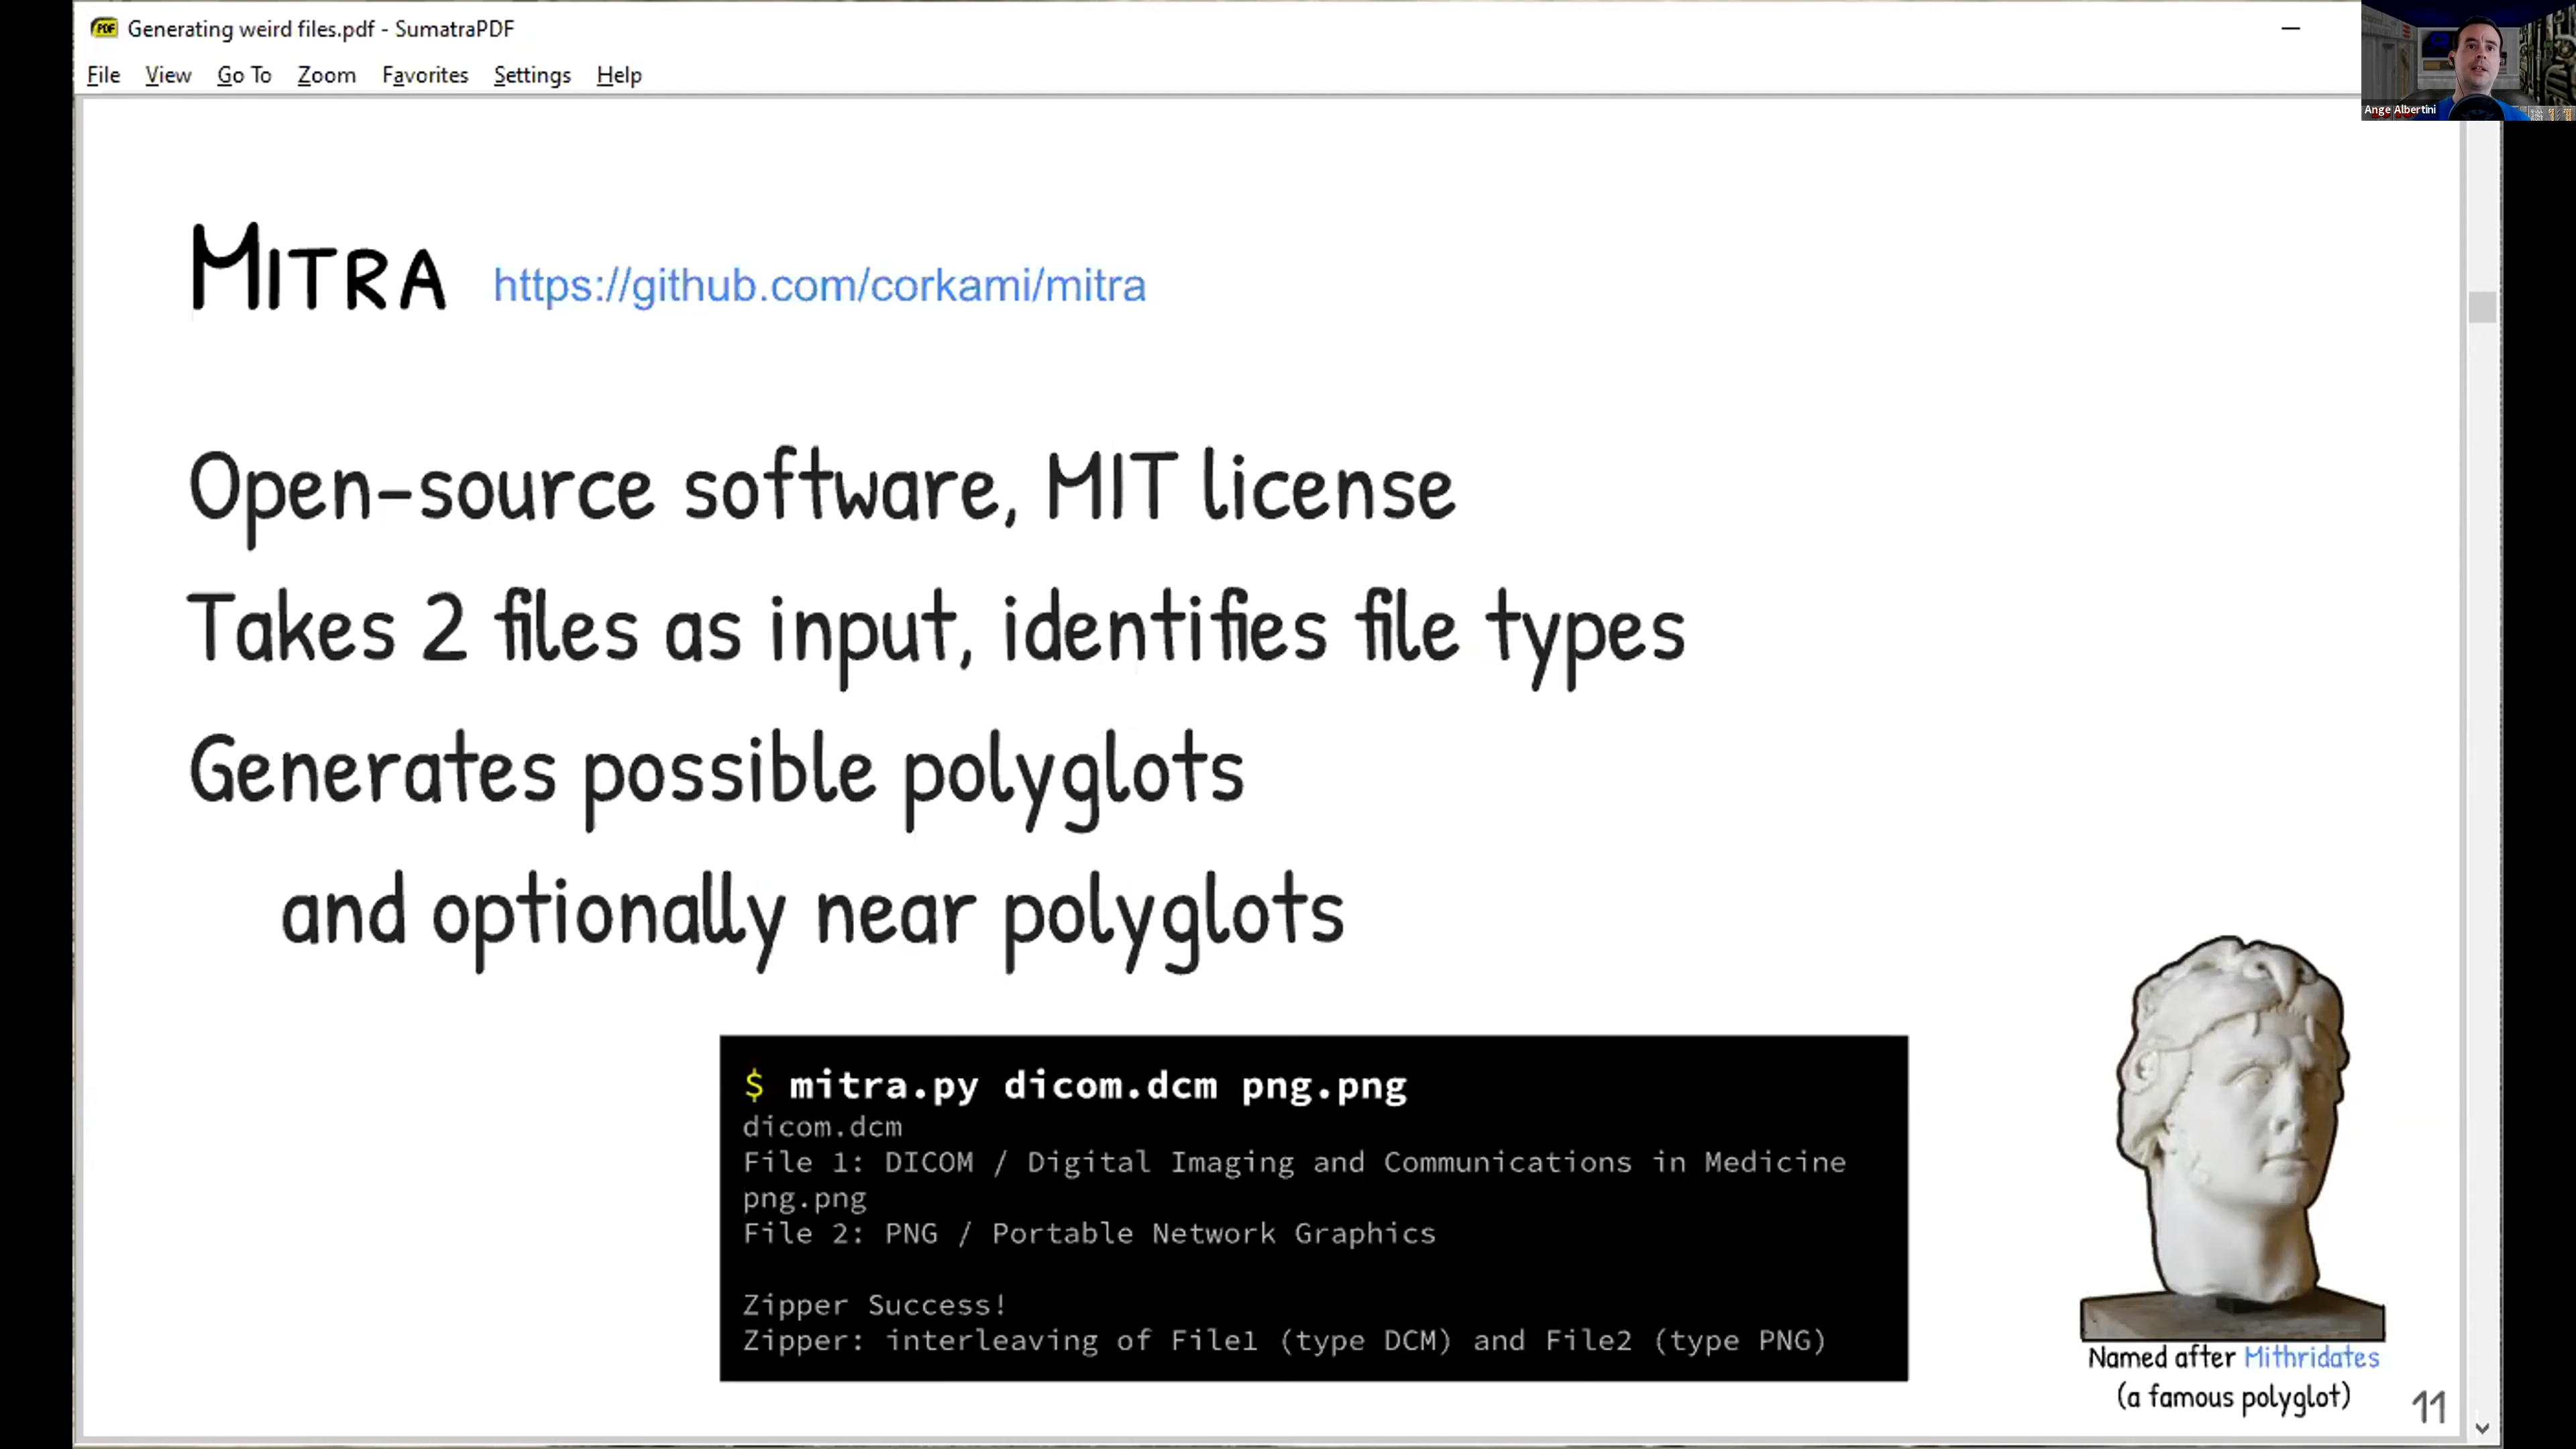 Generating weird files.pdf - SumatraPDF
File View Go To Zoom Favorites Settings Help
Ange Albertini
MITRA https://github.com/corkami/mitra
Open-source software, MIT license
Takes 2 files as input, identifies file types
Generates possible polyglots
and optionally near polyglots
$ mitra.py dicom.dcm png.png
dicom.dcm
File 1: DICOM / Digital Imaging and Communications in Medicine
png.png
File 2: PNG / Portable Network Graphics
Zipper Success!
Zipper: interleaving of File1 (type DCM) and File2 (type PNG)
Named after Mithridates
(a famous polyglot)
11